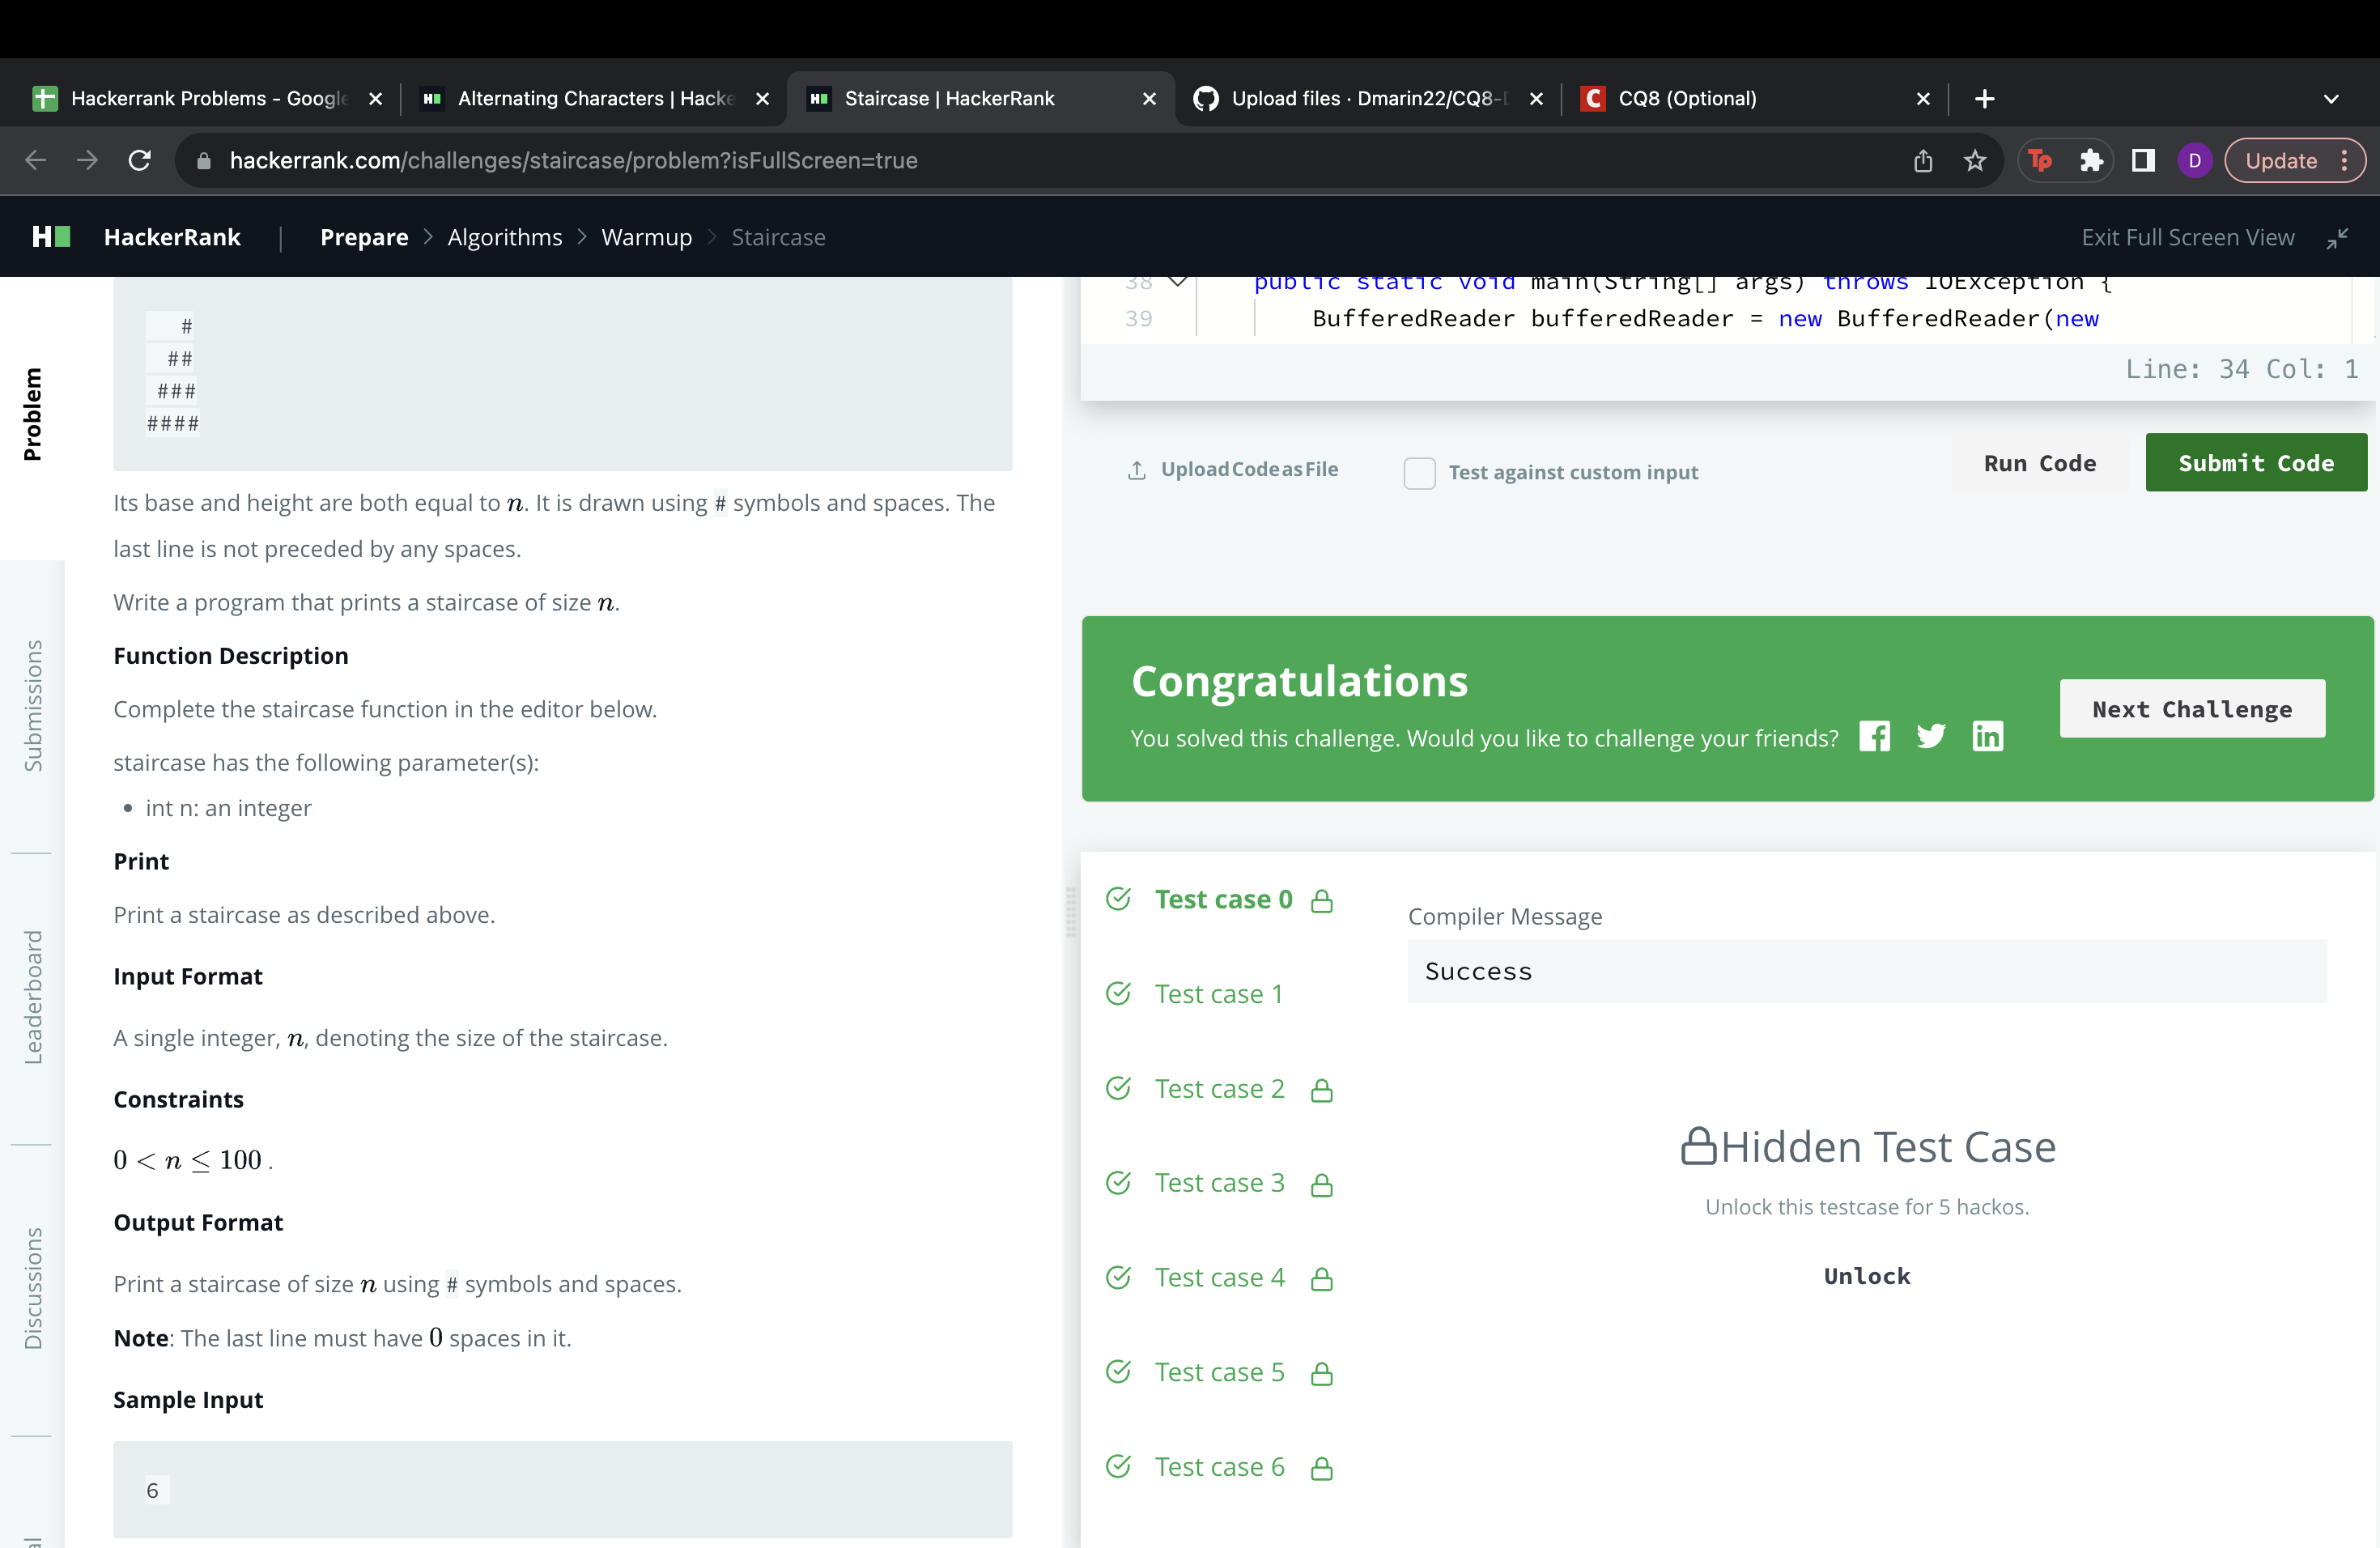 Hackerrank Problems - Google
Alternating Characters | Hacke
Staircase | HackerRank
Upload files · Dmarin22/CQ8-
CQ8 (Optional)
hackerrank.com/challenges/staircase/problem?isFullScreen=true
Tp
D
Update
HackerRank | Prepare > Algorithms > Warmup > Staircase
Exit Full Screen View
Problem
Submissions
Leaderboard
Discussions
#
##
###
####
Its base and height are both equal to n. It is drawn using # symbols and spaces. The
last line is not preceded by any spaces.
Write a program that prints a staircase of size n.
Function Description
Complete the staircase function in the editor below.
staircase has the following parameter(s):
• int n: an integer
Print
Print a staircase as described above.
Input Format
A single integer, n, denoting the size of the staircase.
Constraints
0 < n ≤ 100 .
Output Format
Print a staircase of size n using # symbols and spaces.
Note: The last line must have 0 spaces in it.
Sample Input
6
38 public static void main(String[] args) throws IOException {
39 BufferedReader bufferedReader = new BufferedReader(new
Line: 34 Col: 1
Upload Code as File
Test against custom input
Run Code
Submit Code
Congratulations
You solved this challenge. Would you like to challenge your friends?
Next Challenge
Test case 0
Test case 1
Test case 2
Test case 3
Test case 4
Test case 5
Test case 6
Compiler Message
Success
Hidden Test Case
Unlock this testcase for 5 hackos.
Unlock